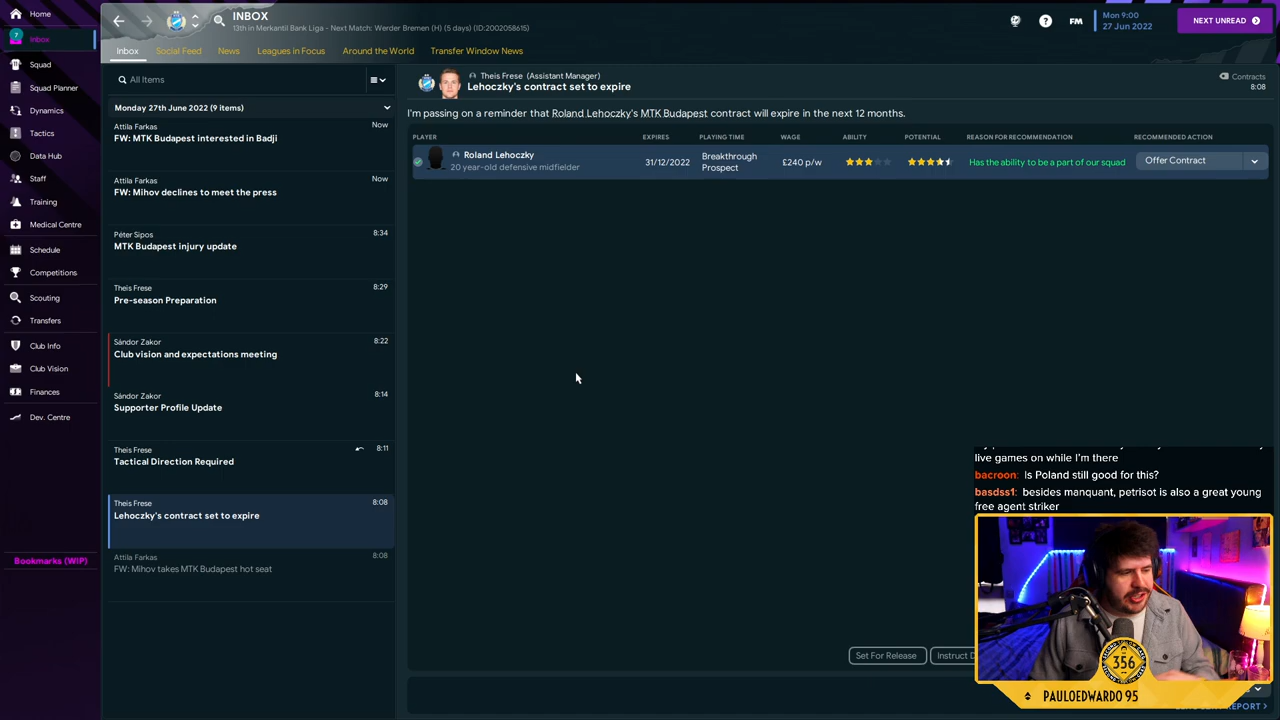 Home
7
Inbox
Squad
Squad Planner
Dynamics
Tactics
Data Hub
Staff
Training
Medical Centre
Schedule
Competitions
Scouting
Transfers
Club Info
Club Vision
Finances
Dev. Centre
Bookmarks (WIP)
INBOX
13th in Merkantil Bank Liga - Next Match: Werder Bremen (H) (5 days) (ID:2002058615)
FM
Mon 9:00
27 Jun 2022
NEXT UNREAD
Inbox
Social Feed
News
Leagues in Focus
Around the World
Transfer Window News
All Items
Monday 27th June 2022 (9 items)
Attila Farkas
Now
FW: MTK Budapest interested in Badji
Attila Farkas
Now
FW: Mihov declines to meet the press
Péter Sipos
8:34
MTK Budapest injury update
Theis Frese
8:29
Pre-season Preparation
Sándor Zakor
8:22
Club vision and expectations meeting
Sándor Zakor
8:14
Supporter Profile Update
Theis Frese
8:11
Tactical Direction Required
Theis Frese
8:08
Lehoczky's contract set to expire
Attila Farkas
8:08
FW: Mihov takes MTK Budapest hot seat
Theis Frese (Assistant Manager)
Lehoczky's contract set to expire
Contracts
8:08
I'm passing on a reminder that Roland Lehoczky's MTK Budapest contract will expire in the next 12 months.
PLAYER
EXPIRES
PLAYING TIME
WAGE
ABILITY
POTENTIAL
REASON FOR RECOMMENDATION
RECOMMENDED ACTION
Roland Lehoczky
20 year-old defensive midfielder
31/12/2022
Breakthrough
Prospect
£240 p/w
Has the ability to be a part of our squad
Offer Contract
Set For Release
Instruct D
live games on while I'm there
bacroon: Is Poland still good for this?
basdss1: besides manquant, petrisot is also a great young
free agent striker
356
PAULOEDWARDO 95
REPORT